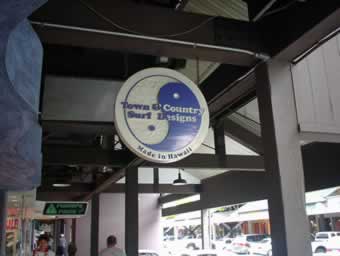 Town & Country
Surf Designs
Made in Hawaii